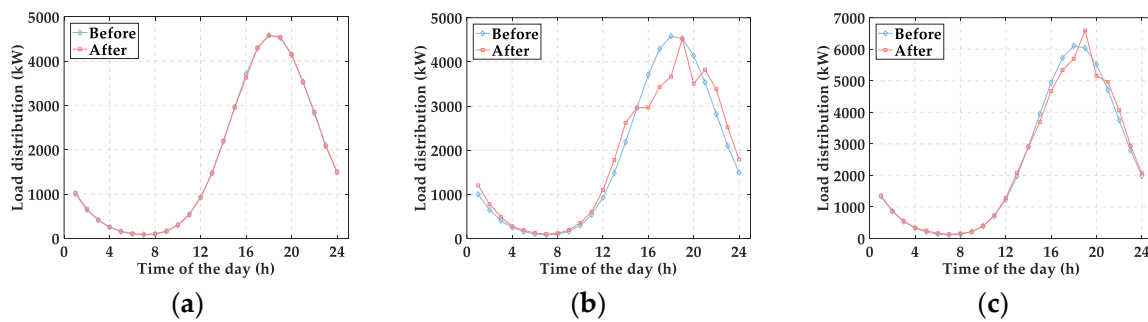 Load distribution (kW)
5000
4000
3000
2000
1000
0
Before
After
0 4 8 12 16 20 24
Time of the day (h)
(a)
Load distribution (kW)
5000
4000
3000
2000
1000
0
Before
After
0 4 8 12 16 20 24
Time of the day (h)
(b)
Load distribution (kW)
7000
6000
5000
4000
3000
2000
1000
0
Before
After
0 4 8 12 16 20 24
Time of the day (h)
(c)